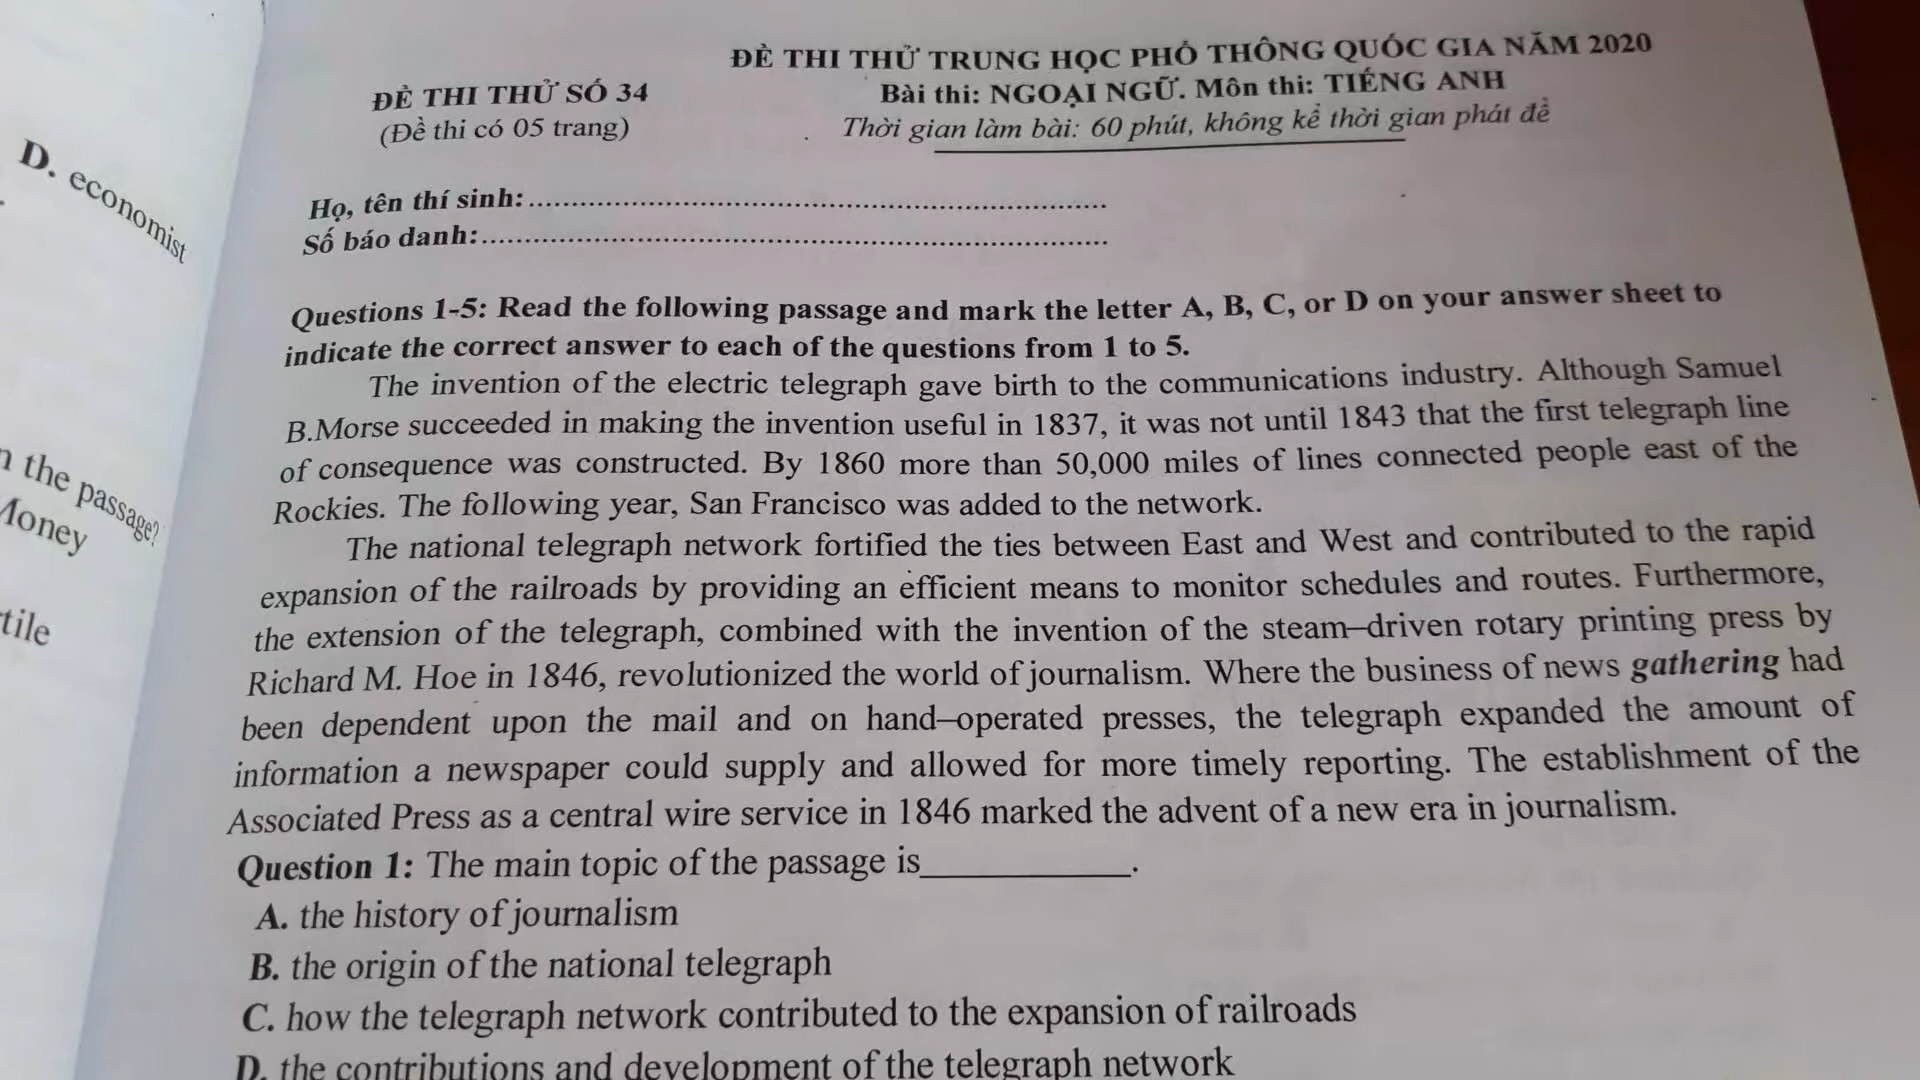 D. economist
n the passage?
Money
tile
ĐỀ THI THỬ TRUNG HỌC PHỔ THÔNG QUỐC GIA NĂM 2020
ĐỀ THI THỬ SỐ 34
Bài thi: NGOẠI NGỮ. Môn thi: TIẾNG ANH
(Đề thi có 05 trang)
Thời gian làm bài: 60 phút, không kể thời gian phát đề
Họ, tên thí sinh:..........................................................................
Số báo danh:................................................................................
Questions 1-5: Read the following passage and mark the letter A, B, C, or D on your answer sheet to
indicate the correct answer to each of the questions from 1 to 5.
The invention of the electric telegraph gave birth to the communications industry. Although Samuel
B.Morse succeeded in making the invention useful in 1837, it was not until 1843 that the first telegraph line
of consequence was constructed. By 1860 more than 50,000 miles of lines connected people east of the
Rockies. The following year, San Francisco was added to the network.
The national telegraph network fortified the ties between East and West and contributed to the rapid
expansion of the railroads by providing an efficient means to monitor schedules and routes. Furthermore,
the extension of the telegraph, combined with the invention of the steam–driven rotary printing press by
Richard M. Hoe in 1846, revolutionized the world of journalism. Where the business of news gathering had
been dependent upon the mail and on hand–operated presses, the telegraph expanded the amount of
information a newspaper could supply and allowed for more timely reporting. The establishment of the
Associated Press as a central wire service in 1846 marked the advent of a new era in journalism.
Question 1: The main topic of the passage is____________.
A. the history of journalism
B. the origin of the national telegraph
C. how the telegraph network contributed to the expansion of railroads
D. the contributions and development of the telegraph network